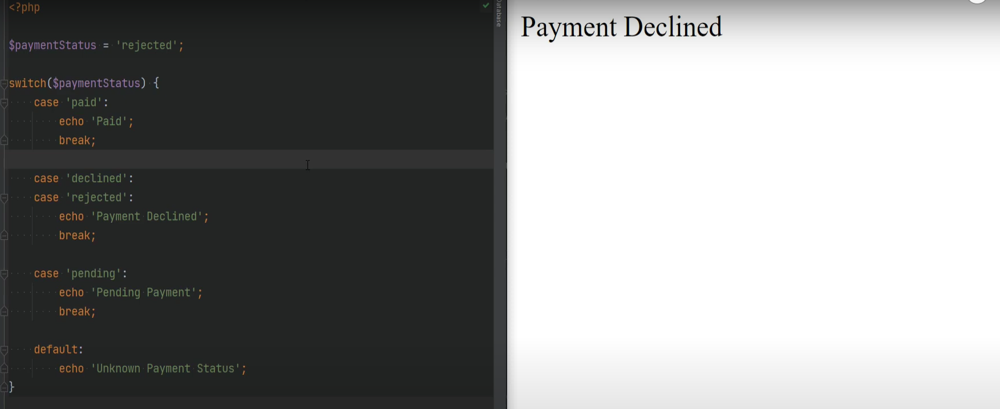 <?php
$paymentStatus = 'rejected';
switch($paymentStatus) {
case 'paid':
echo 'Paid';
break;
case 'declined':
case 'rejected':
echo 'Payment Declined';
break;
case 'pending':
echo 'Pending Payment';
break;
default:
echo 'Unknown Payment Status';
}
Database
Payment Declined